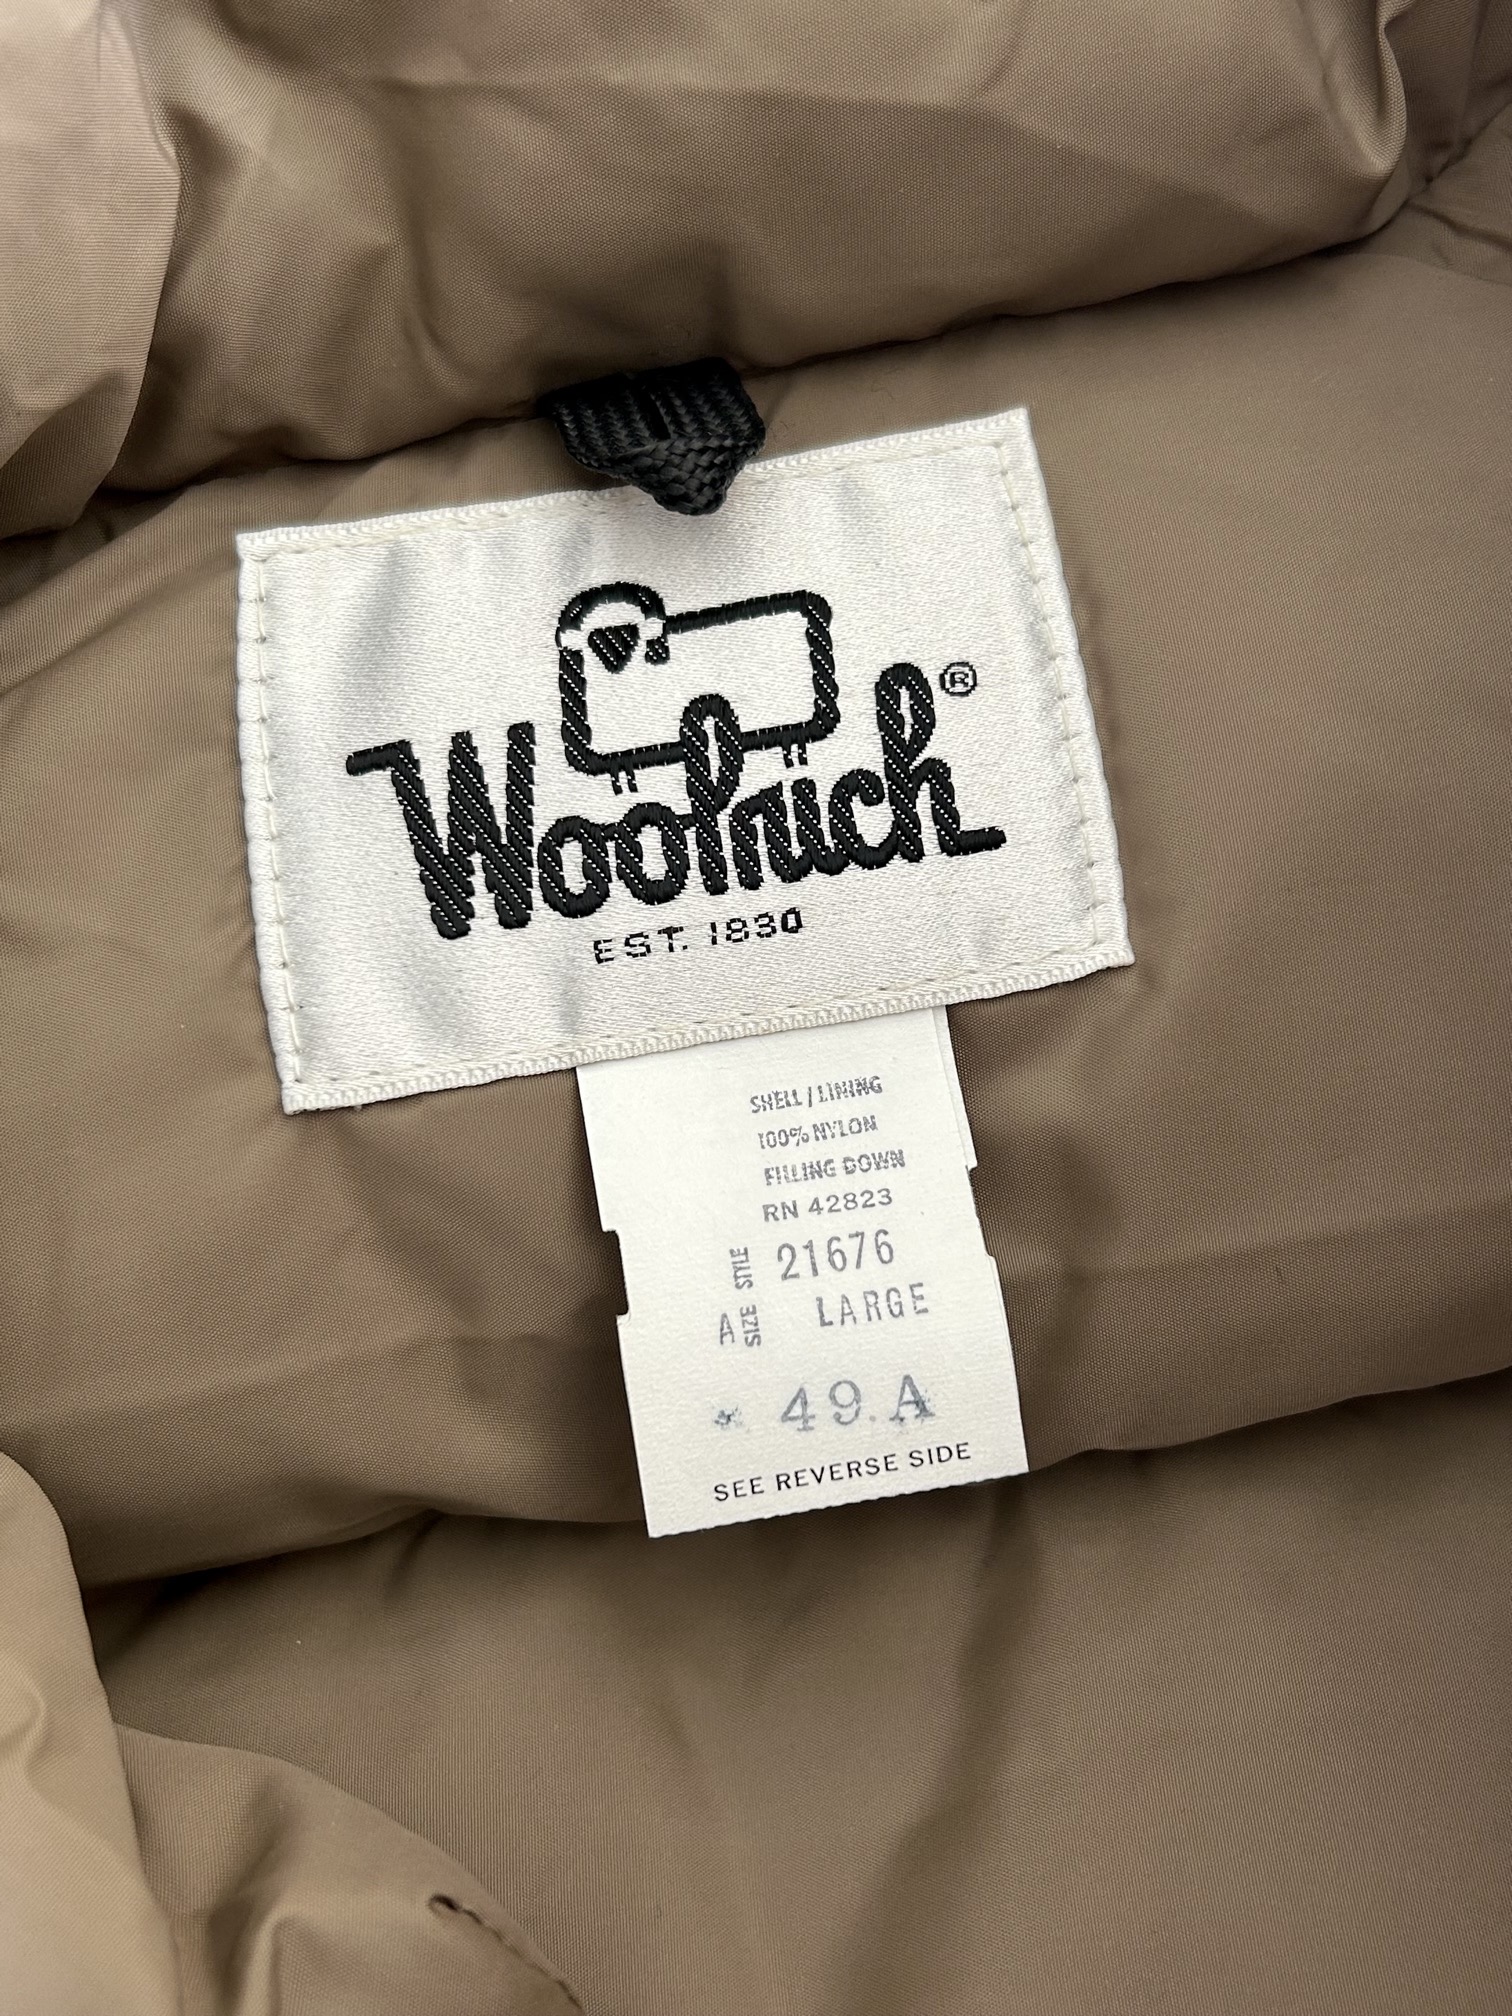 Woolrich®
EST. 1830
SHELL/LINING
100% NYLON
FILLING DOWN
RN 42823
STYLE 21676
A SIZE LARGE
* 49.A
SEE REVERSE SIDE